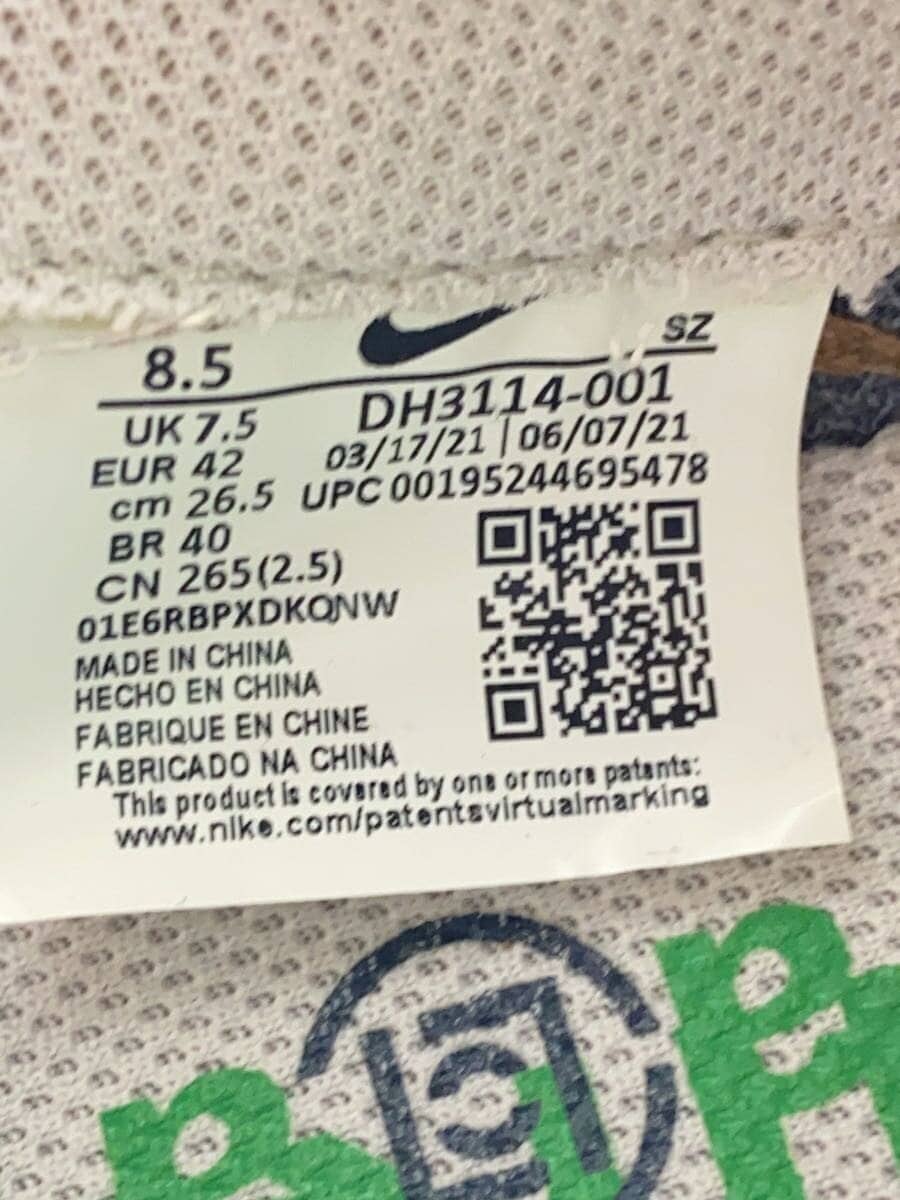 8.5 SZ
UK 7.5 DH3114-001
EUR 42 03/17/21 | 06/07/21
cm 26.5 UPC 00195244695478
BR 40
CN 265(2.5)
01E6RBPXDKQNW
MADE IN CHINA
HECHO EN CHINA
FABRIQUE EN CHINE
FABRICADO NA CHINA
This product is covered by one or more patents:
www.nike.com/patentsvirtualmarking